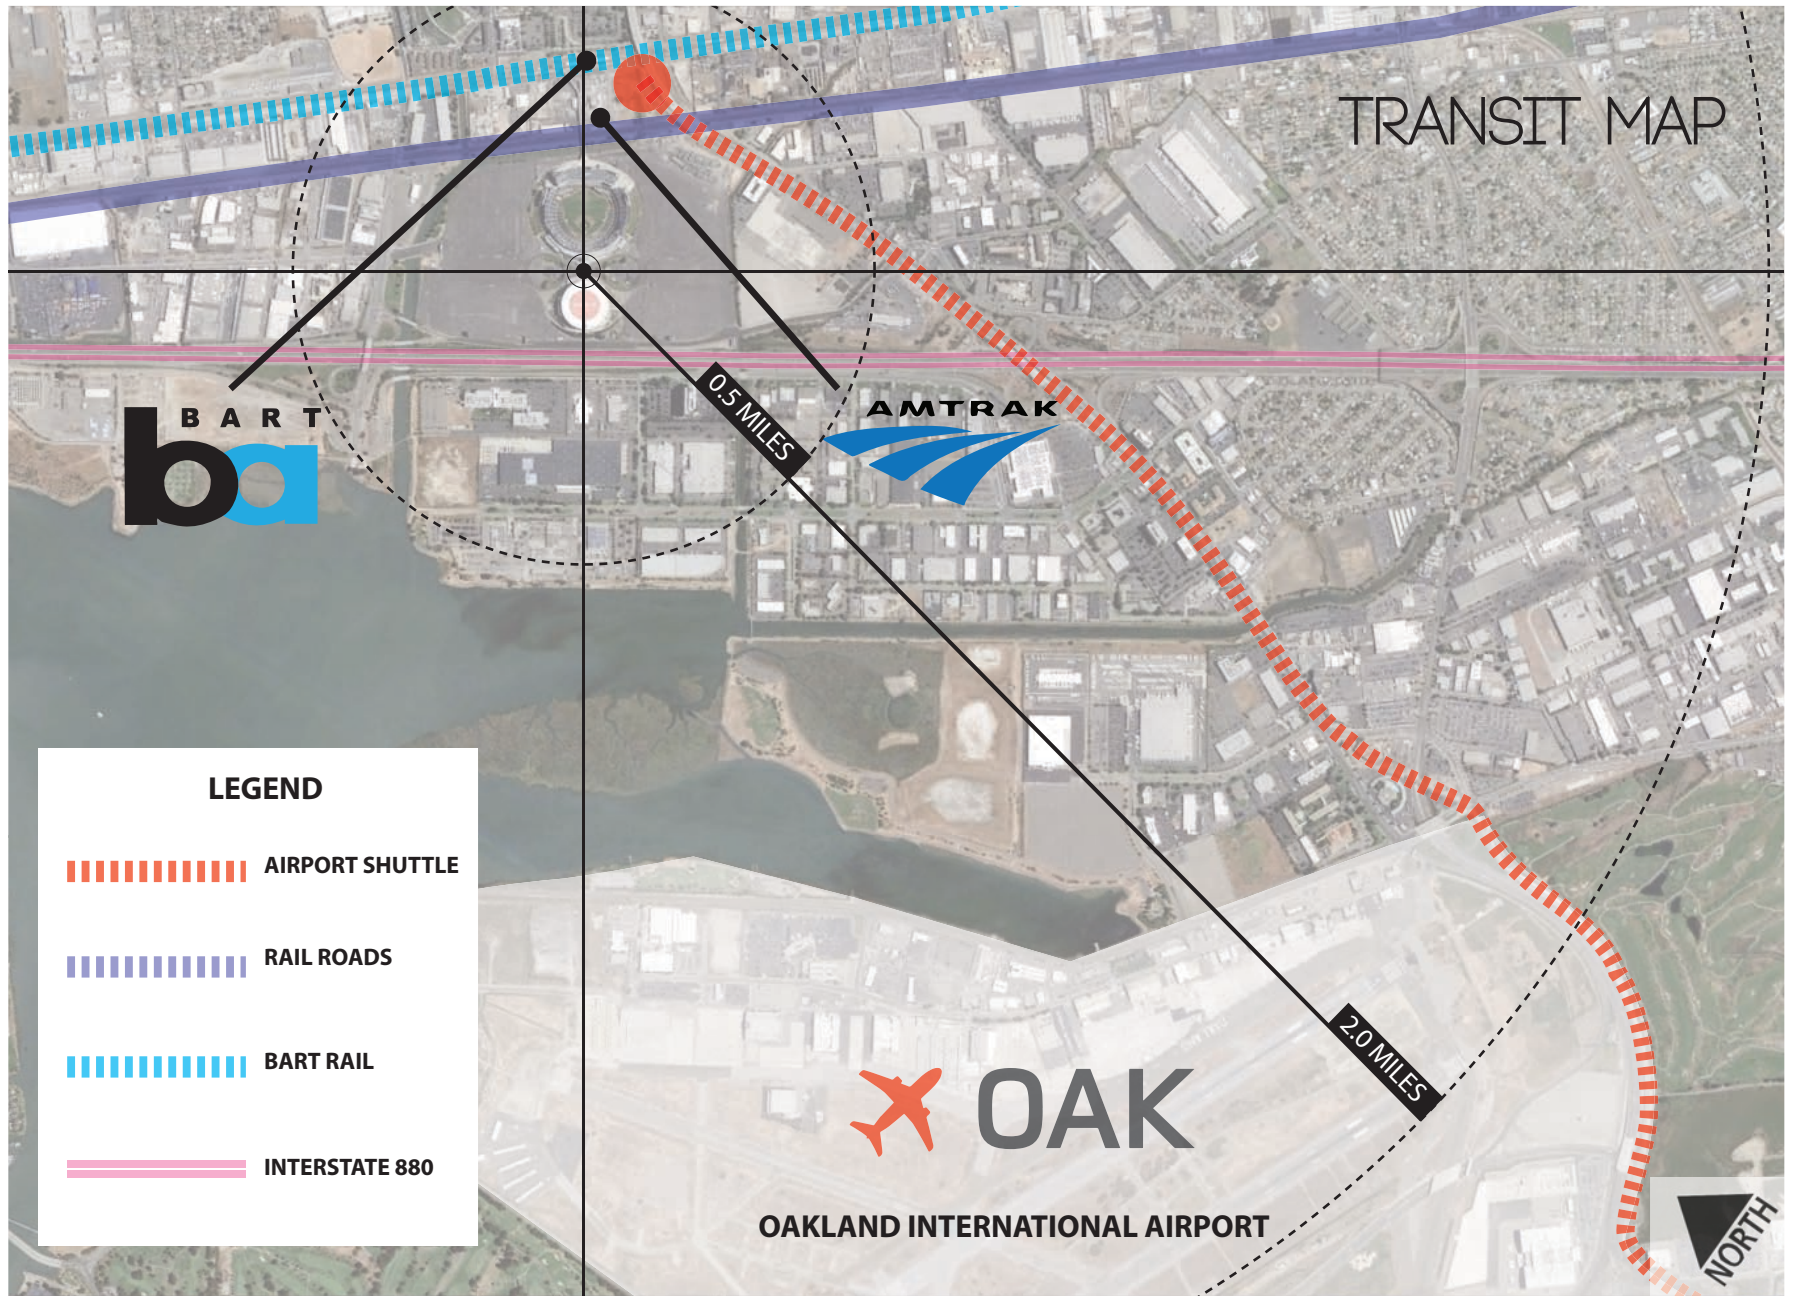 TRANSIT MAP
0.5 MILES
BART
ba
AMTRAK
LEGEND
AIRPORT SHUTTLE
RAIL ROADS
BART RAIL
INTERSTATE 880
2.0 MILES
OAK
OAKLAND INTERNATIONAL AIRPORT
NORTH